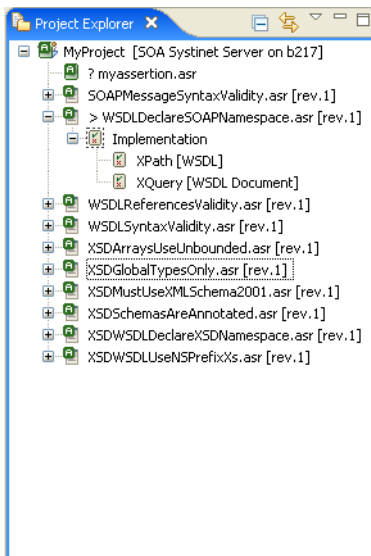 Project Explorer
MyProject [SOA Systinet Server on b217]
? myassertion.asr
SOAPMessageSyntaxValidity.asr [rev.1]
> WSDLDeclareSOAPNamespace.asr [rev.1]
Implementation
XPath [WSDL]
XQuery [WSDL Document]
WSDLReferencesValidity.asr [rev.1]
WSDLSyntaxValidity.asr [rev.1]
XSDArraysUseUnbounded.asr [rev.1]
XSDGlobalTypesOnly.asr [rev.1]
XSDMustUseXMLSchema2001.asr [rev.1]
XSDSchemasAreAnnotated.asr [rev.1]
XSDWSDLDeclareXSDNamespace.asr [rev.1]
XSDWSDLUseNSPrefixXs.asr [rev.1]